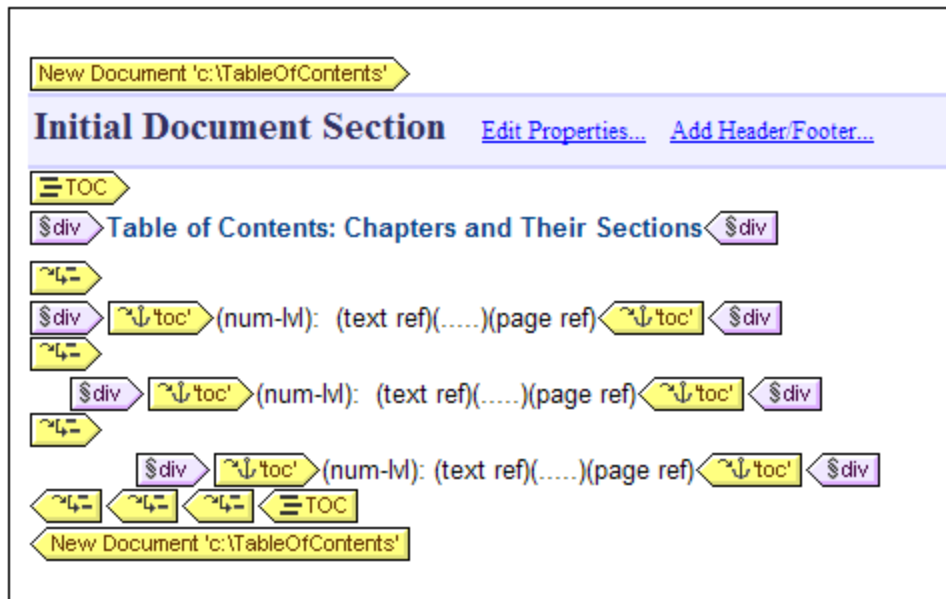 New Document 'c:\TableOfContents'
Initial Document Section Edit Properties... Add Header/Footer...
TOC
§div Table of Contents: Chapters and Their Sections §div
§div 'toc' (num-lvl): (text ref)(.....)(page ref) 'toc' §div
§div 'toc' (num-lvl): (text ref)(.....)(page ref) 'toc' §div
§div 'toc' (num-lvl): (text ref)(.....)(page ref) 'toc' §div
TOC
New Document 'c:\TableOfContents'